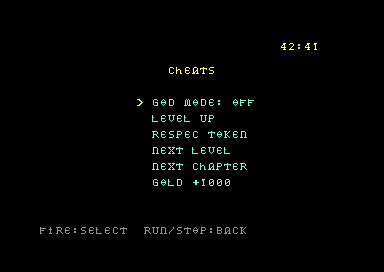 42:41
CHEATS
> GOD MODE: OFF
LEVEL UP
RESPEC TOKEN
NEXT LEVEL
NEXT CHAPTER
GOLD +1000
FIRE:SELECT RUN/STOP:BACK